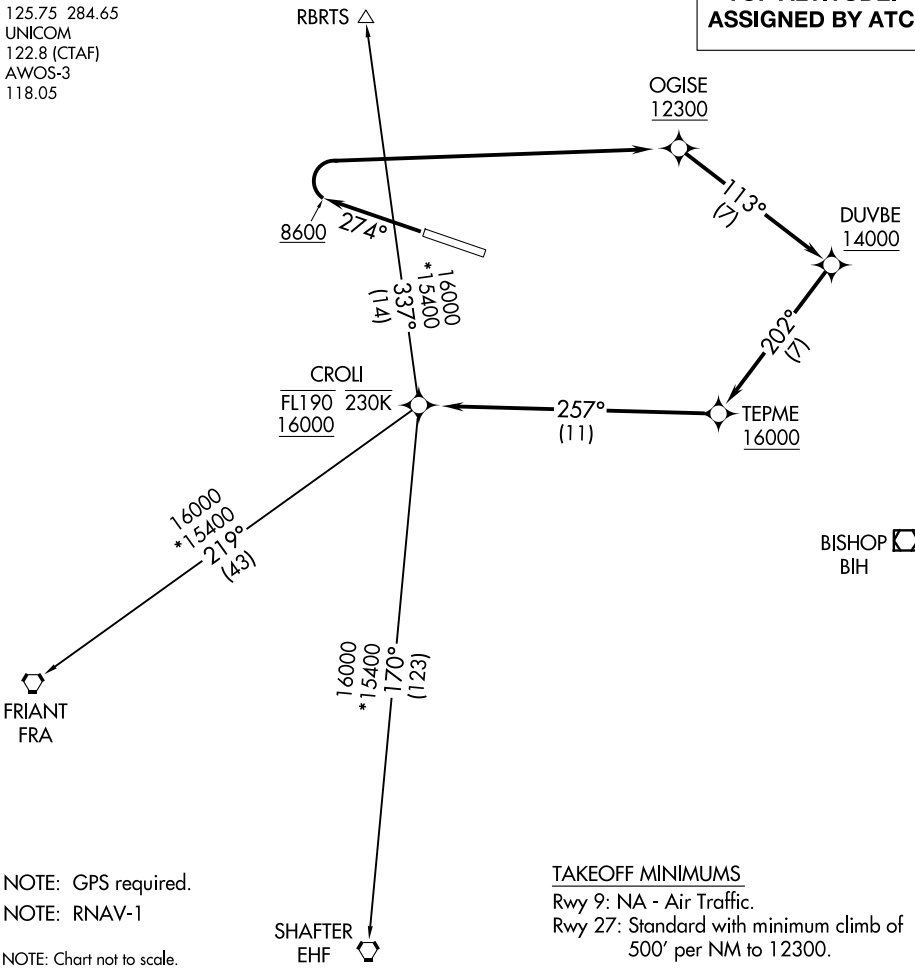 125.75 284.65
UNICOM
122.8 (CTAF)
AWOS-3
118.05
RBRTS
ASSIGNED BY ATC
OGISE
12300
113°
(7)
DUVBE
14000
8600
274°
16000
*15400
337°
(14)
202°
(7)
CROLI
FL190 230K
16000
257°
(11)
TEPME
16000
16000
*15400
219°
(43)
BISHOP
BIH
16000
*15400
170°
(123)
FRIANT
FRA
NOTE: GPS required.
NOTE: RNAV-1
NOTE: Chart not to scale.
SHAFTER
EHF
TAKEOFF MINIMUMS
Rwy 9: NA - Air Traffic.
Rwy 27: Standard with minimum climb of
500' per NM to 12300.